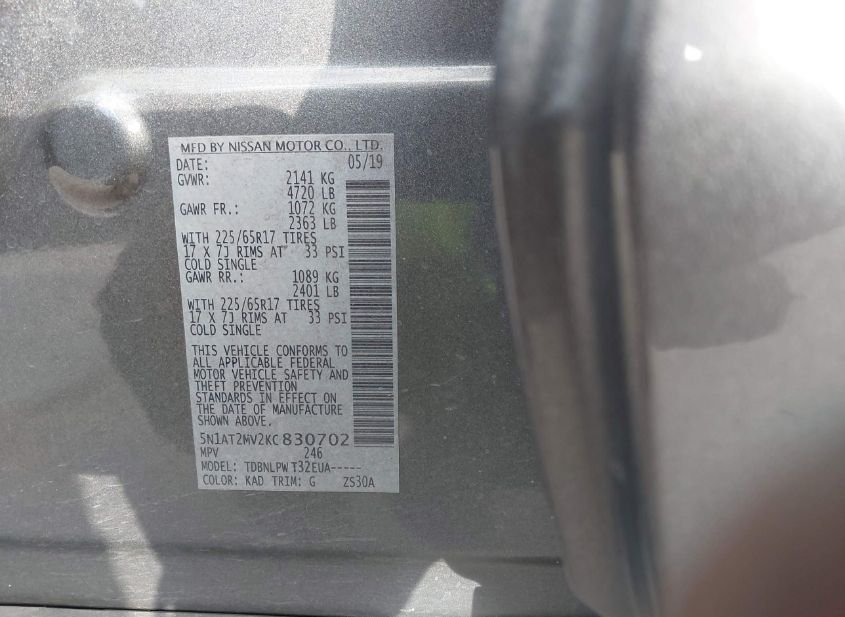 MFD BY NISSAN MOTOR CO., LTD.
DATE: 05/19
GVWR: 2141 KG
4720 LB
GAWR FR.: 1072 KG
2363 LB
WITH 225/65R17 TIRES
17 X 7J RIMS AT 33 PSI
COLD SINGLE
GAWR RR.: 1089 KG
2401 LB
WITH 225/65R17 TIRES
17 X 7J RIMS AT 33 PSI
COLD SINGLE
THIS VEHICLE CONFORMS TO
ALL APPLICABLE FEDERAL
MOTOR VEHICLE SAFETY AND
THEFT PREVENTION
STANDARDS IN EFFECT ON
THE DATE OF MANUFACTURE
SHOWN ABOVE.
5N1AT2MV2KC830702
MPV 246
MODEL: TDBNLPW T32EUA-----
COLOR: KAD TRIM: G ZS30A